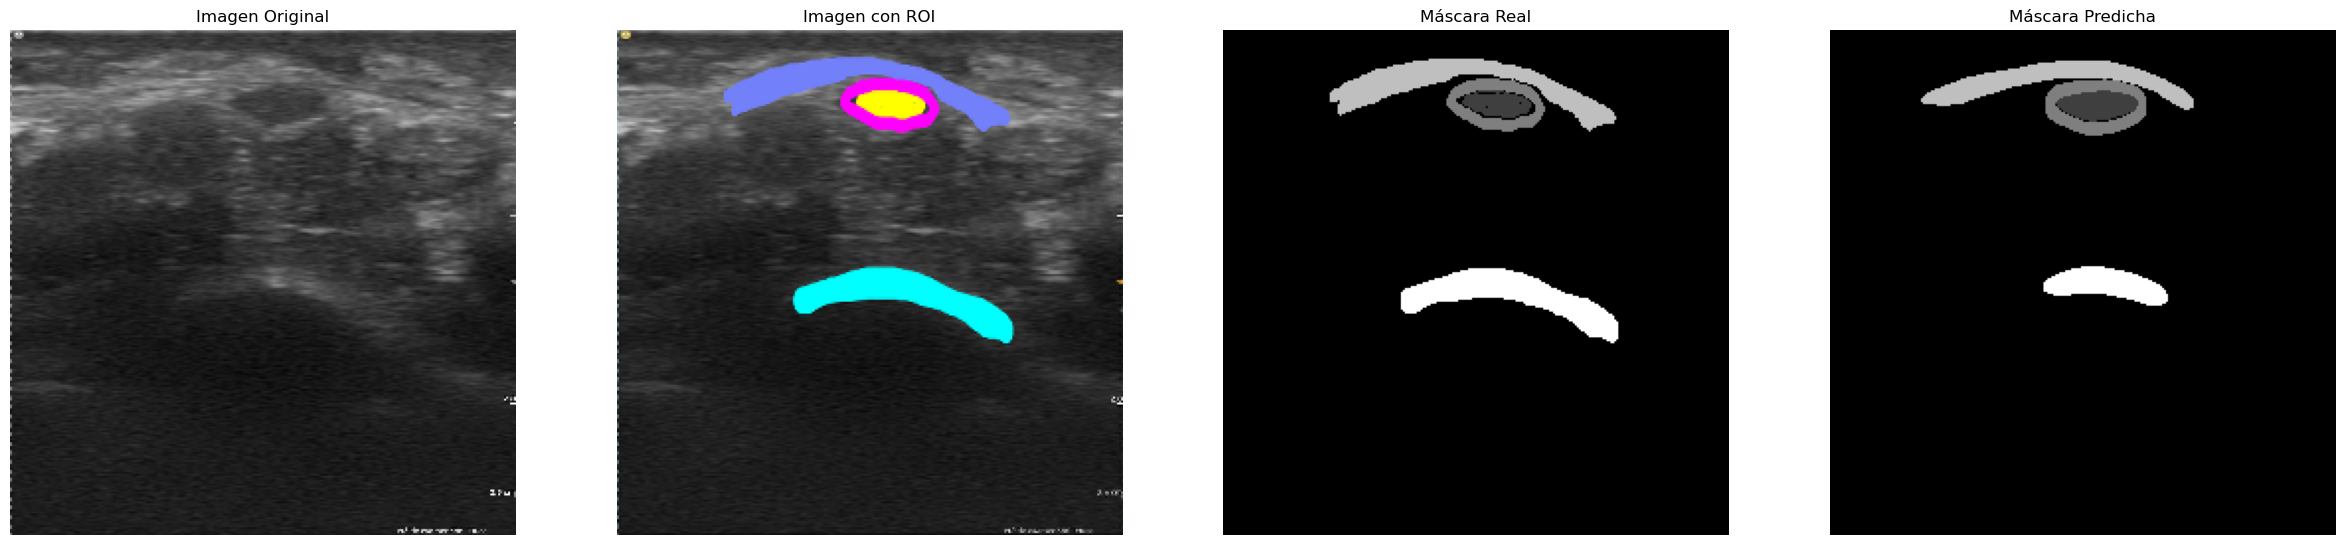 Imagen Original
Imagen con ROI
Máscara Real
Máscara Predicha